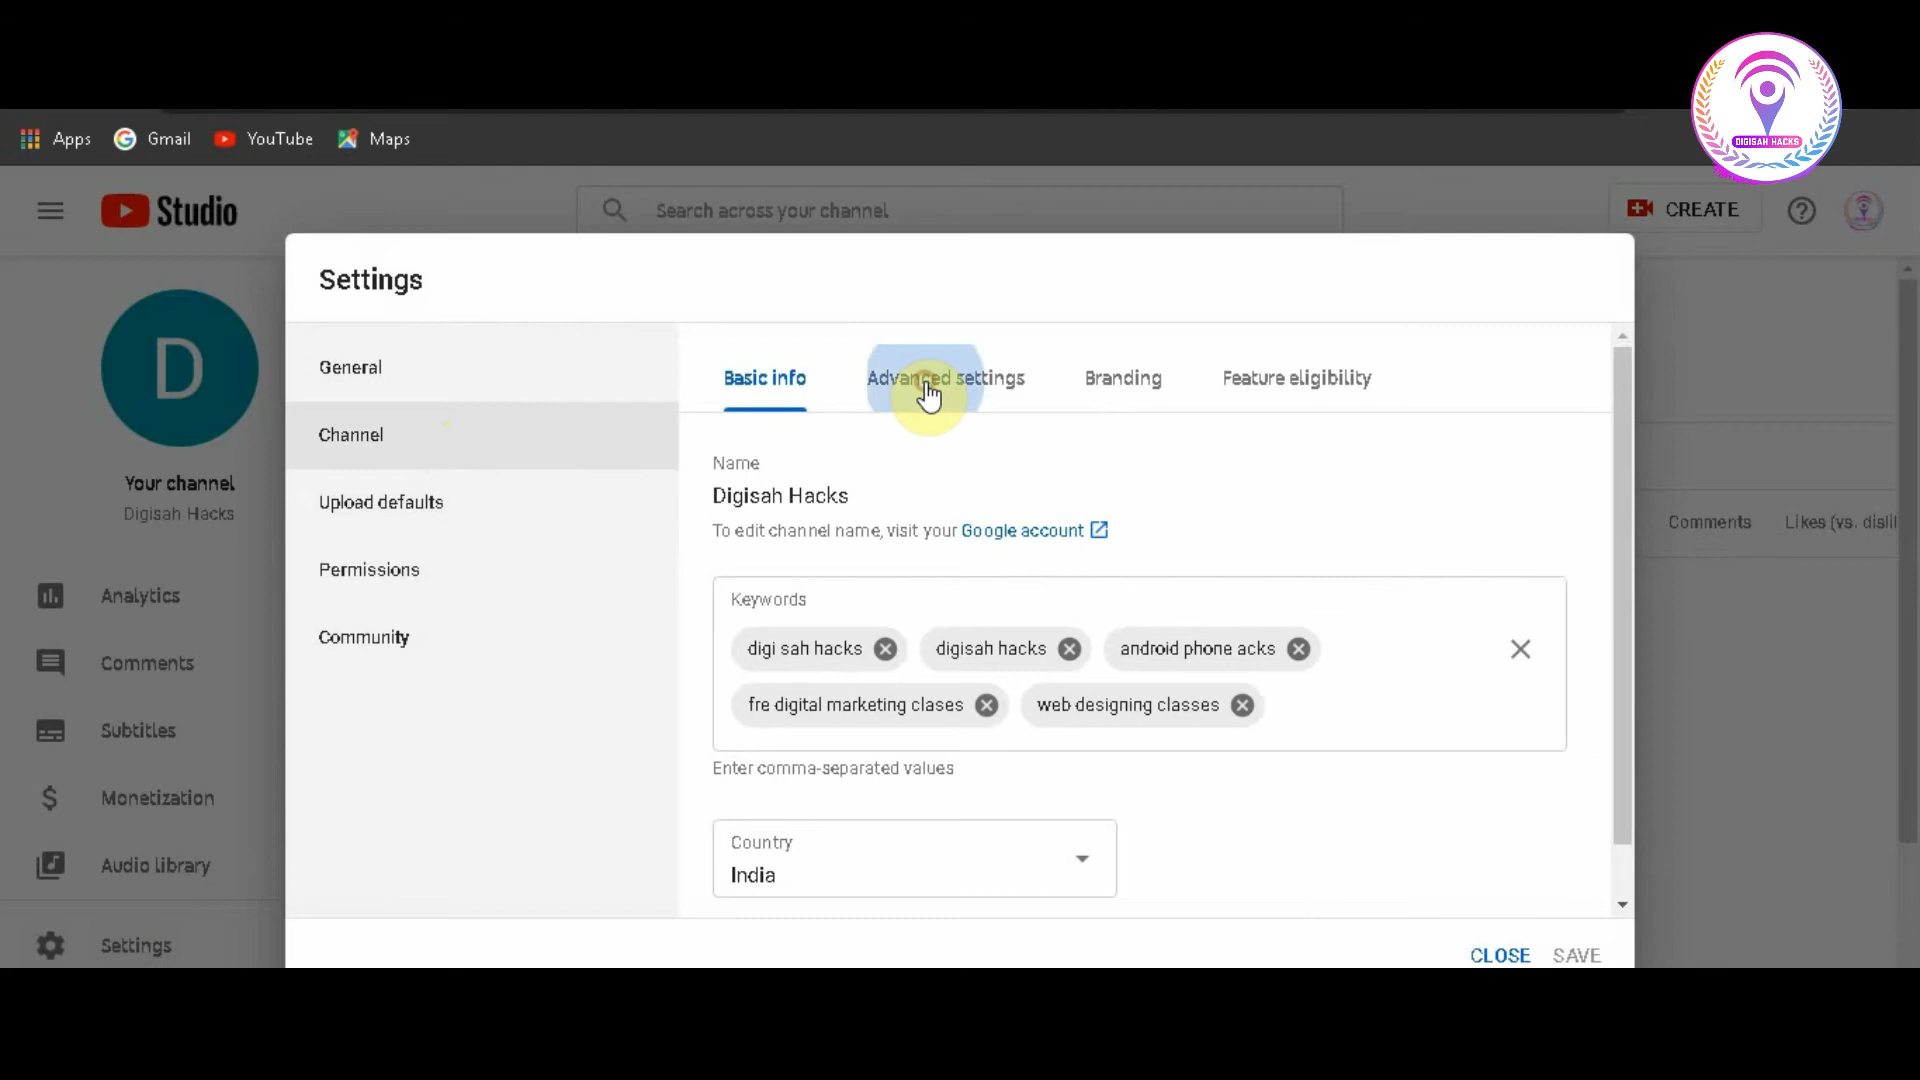 DIGISAH HACKS
Apps Gmail YouTube Maps
Studio
Search across your channel
CREATE
Settings
D
Your channel
Digisah Hacks
Analytics
Comments
Subtitles
Monetization
Audio library
Settings
General
Channel
Upload defaults
Permissions
Community
Basic info Advanced settings Branding Feature eligibility
Name
Digisah Hacks
To edit channel name, visit your Google account
Keywords
digi sah hacks digisah hacks android phone acks
fre digital marketing clases web designing classes
Enter comma-separated values
Country
India
Comments Likes (vs. disli
CLOSE SAVE